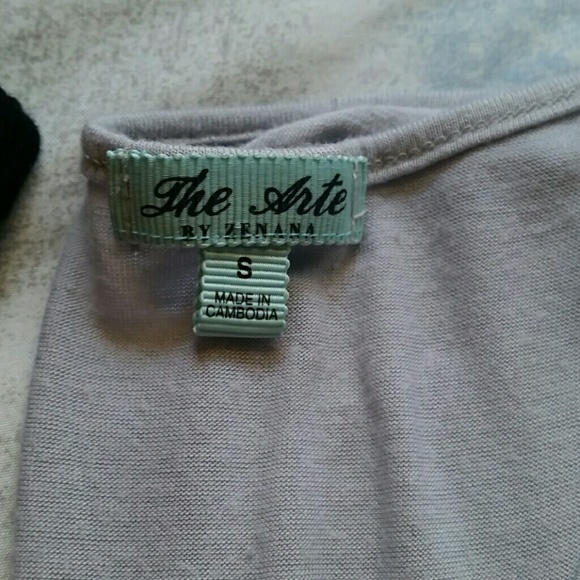 The Arte
BY ZENANA
S
MADE IN
CAMBODIA